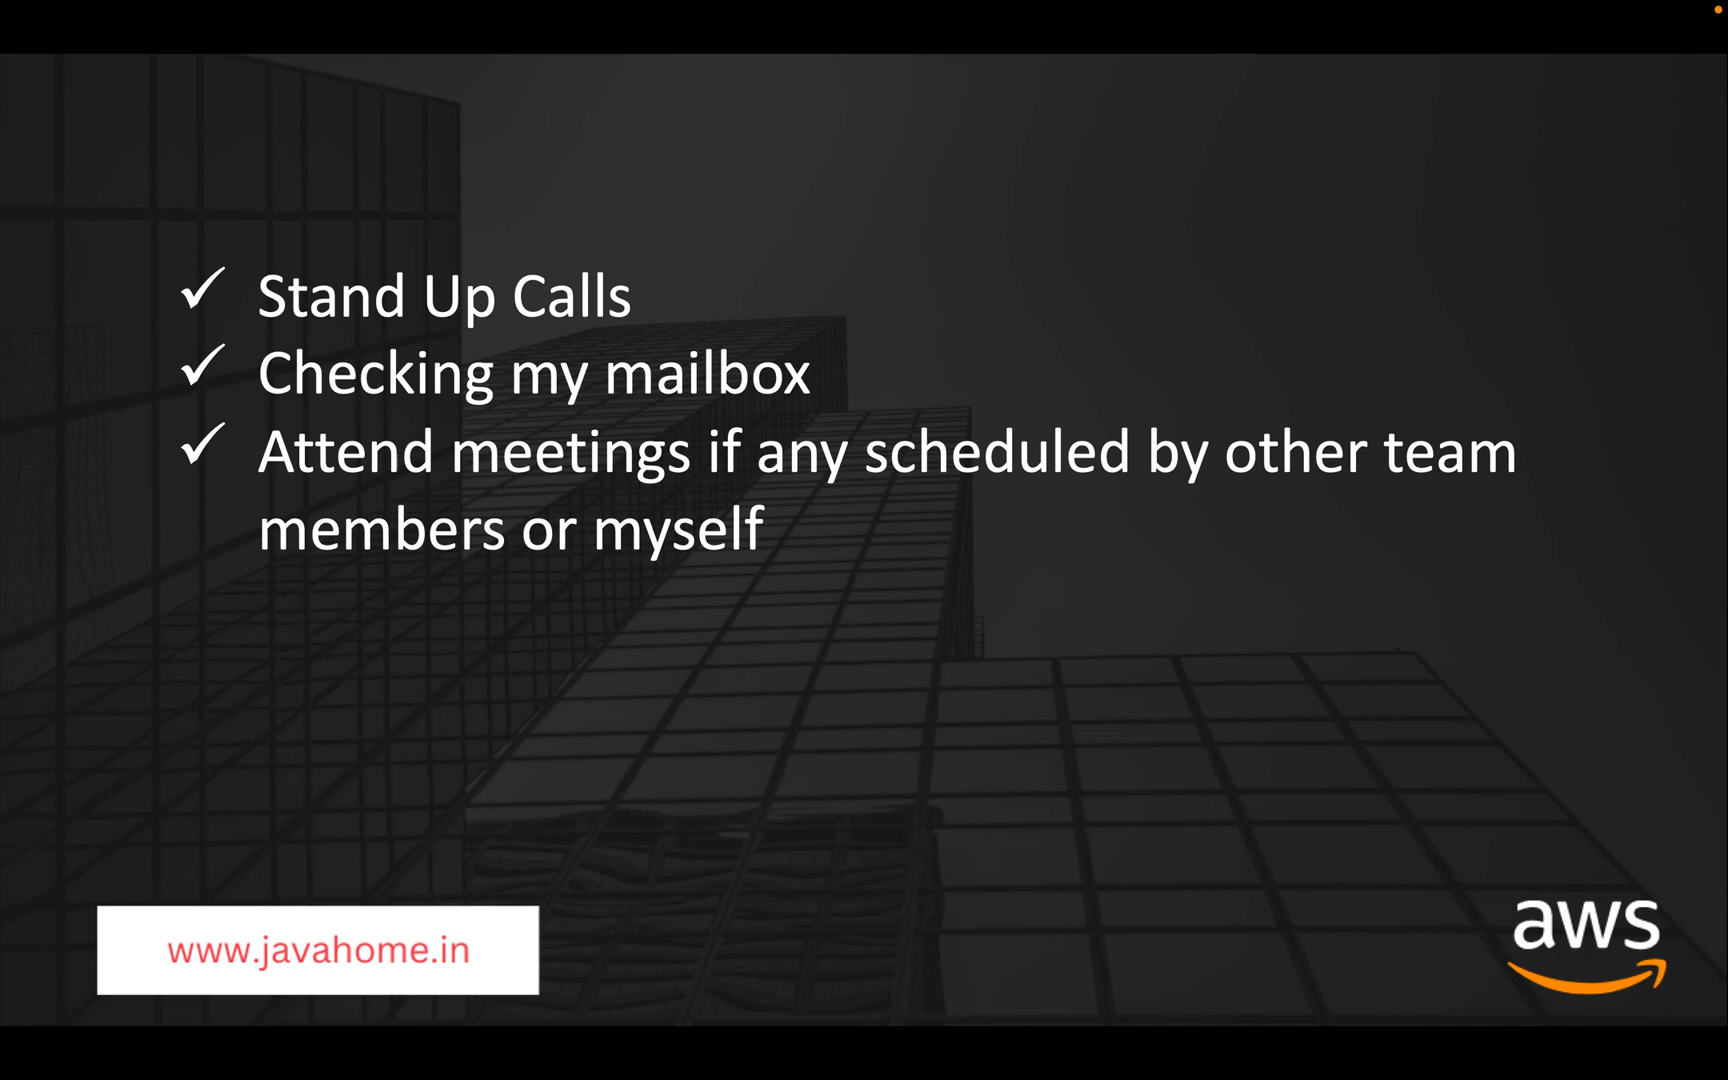 Stand Up Calls
Checking my mailbox
Attend meetings if any scheduled by other team
members or myself
www.javahome.in
aws